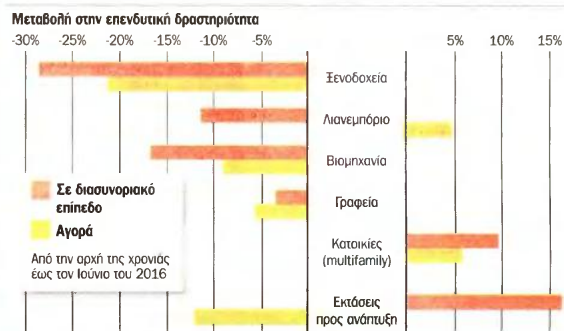 Μεταβολή στην επενδυτική δραστηριότητα
-30% -25% -20% -15% -10% -5% 5% 10% 15%
Ξενοδοχεία
Λιανεμπόριο
Βιομηχανία
Γραφεία
Κατοικίες
(multifamily)
Εκτάσεις
προς ανάπτυξη
Σε διασυνοριακό
επίπεδο
Αγορά
Από την αρχή της χρονιάς
έως τον Ιούνιο του 2016